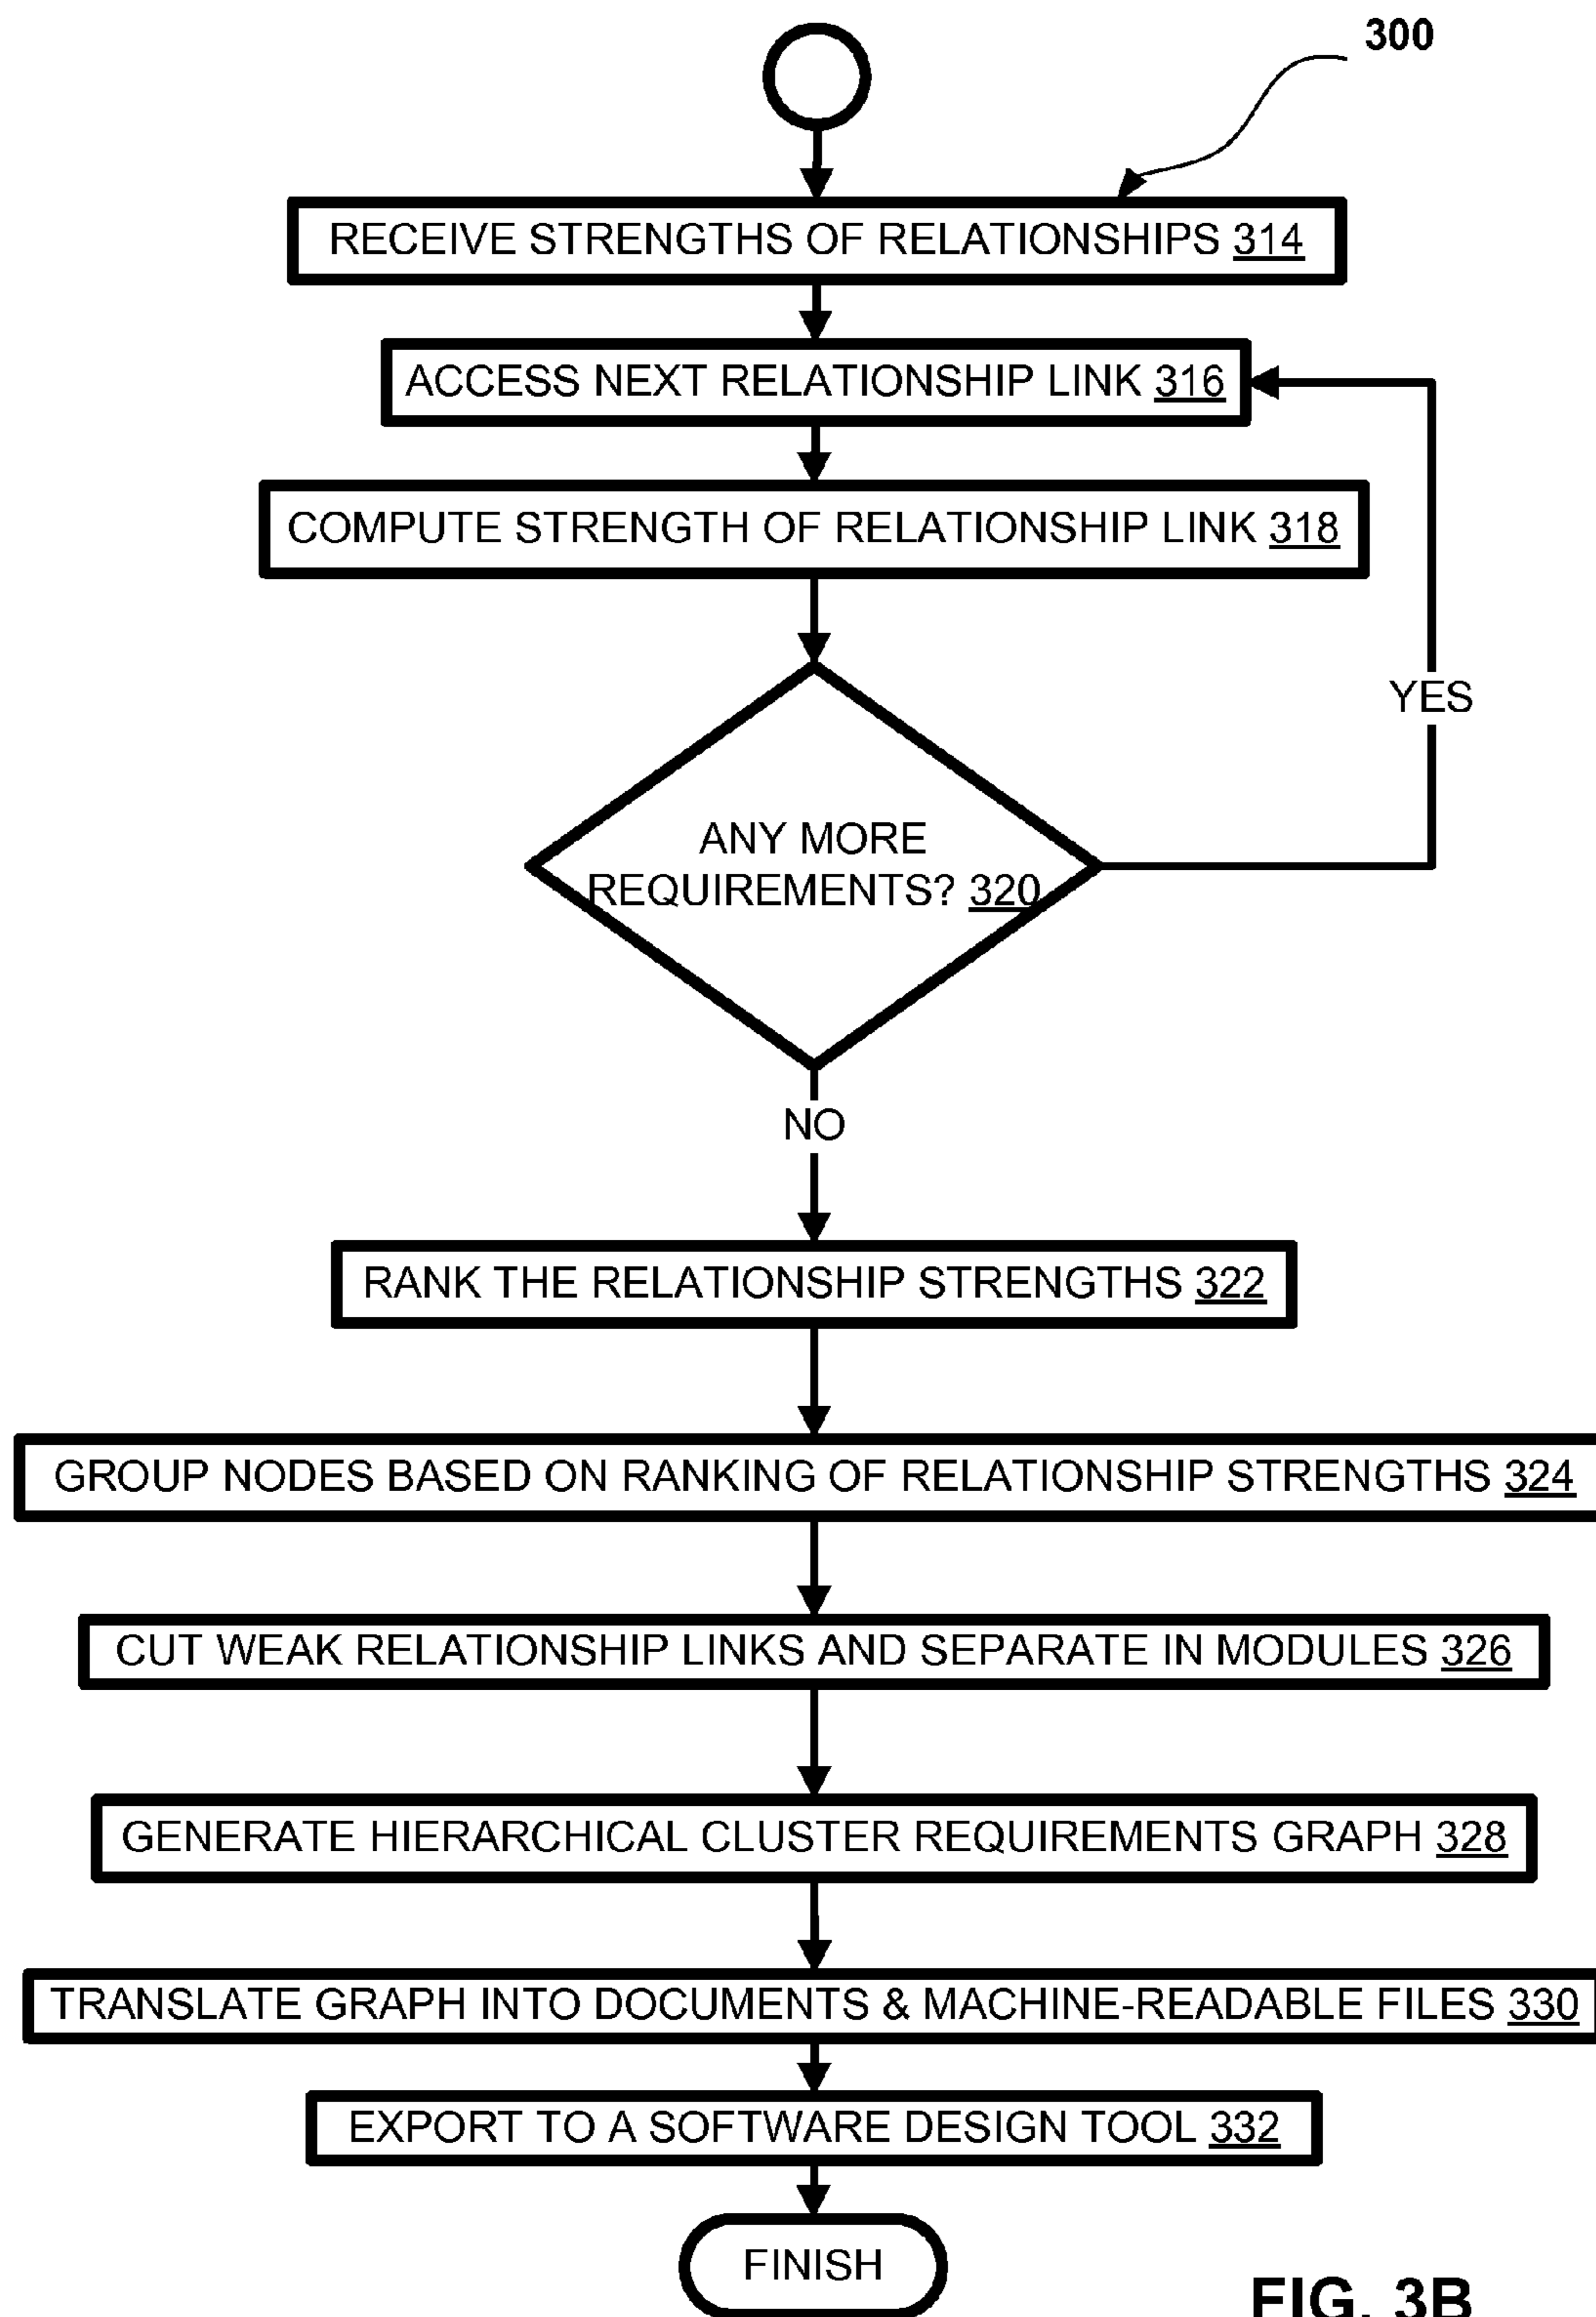 300
RECEIVE STRENGTHS OF RELATIONSHIPS 314
ACCESS NEXT RELATIONSHIP LINK 316
COMPUTE STRENGTH OF RELATIONSHIP LINK 318
YES
ANY MORE
REQUIREMENTS? 320
NO
RANK THE RELATIONSHIP STRENGTHS 322
GROUP NODES BASED ON RANKING OF RELATIONSHIP STRENGTHS 324
CUT WEAK RELATIONSHIP LINKS AND SEPARATE IN MODULES 326
GENERATE HIERARCHICAL CLUSTER REQUIREMENTS GRAPH 328
TRANSLATE GRAPH INTO DOCUMENTS & MACHINE-READABLE FILES 330
EXPORT TO A SOFTWARE DESIGN TOOL 332
FINISH
FIG. 3B